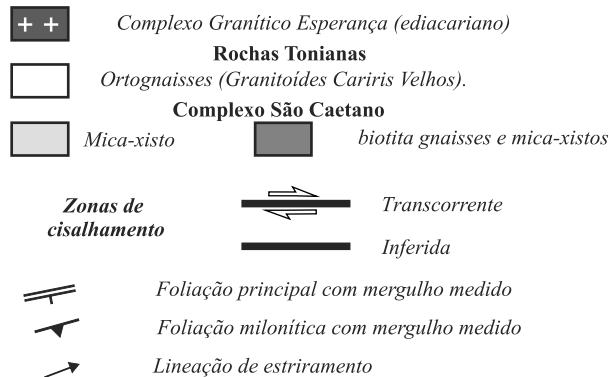 Complexo Granítico Esperança (ediacariano)
Rochas Tonianas
Ortognaisses (Granitoídes Cariris Velhos).
Complexo São Caetano
Mica-xisto
biotita gnaisses e mica-xistos
Zonas de
cisalhamento
Transcorrente
Inferida
Foliação principal com mergulho medido
Foliação milonítica com mergulho medido
Lineação de estriramento